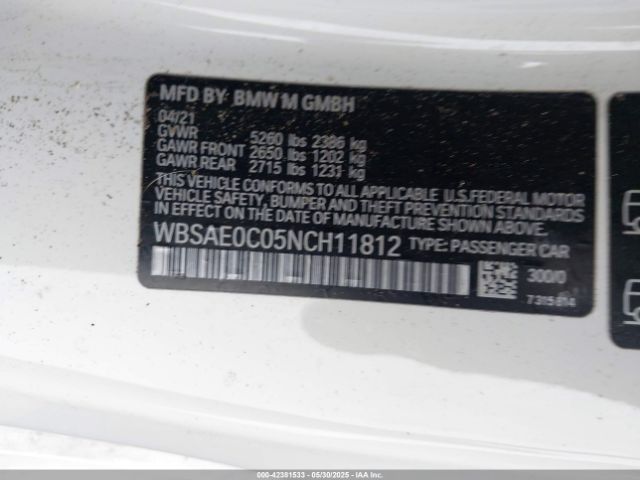 MFD BY BMW M GMBH
04/21
GVWR 5260 lbs 2386 kg
GAWR FRONT 2650 lbs 1202 kg
GAWR REAR 2715 lbs 1231 kg
THIS VEHICLE CONFORMS TO ALL APPLICABLE U.S.FEDERAL MOTOR
VEHICLE SAFETY, BUMPER AND THEFT PREVENTION STANDARDS
IN EFFECT ON THE DATE OF MANUFACTURE SHOWN ABOVE.
WBSAE0C05NCH11812 TYPE: PASSENGER CAR
300/0
7315814
000-42381533 - 05/30/2025 - IAAI.com